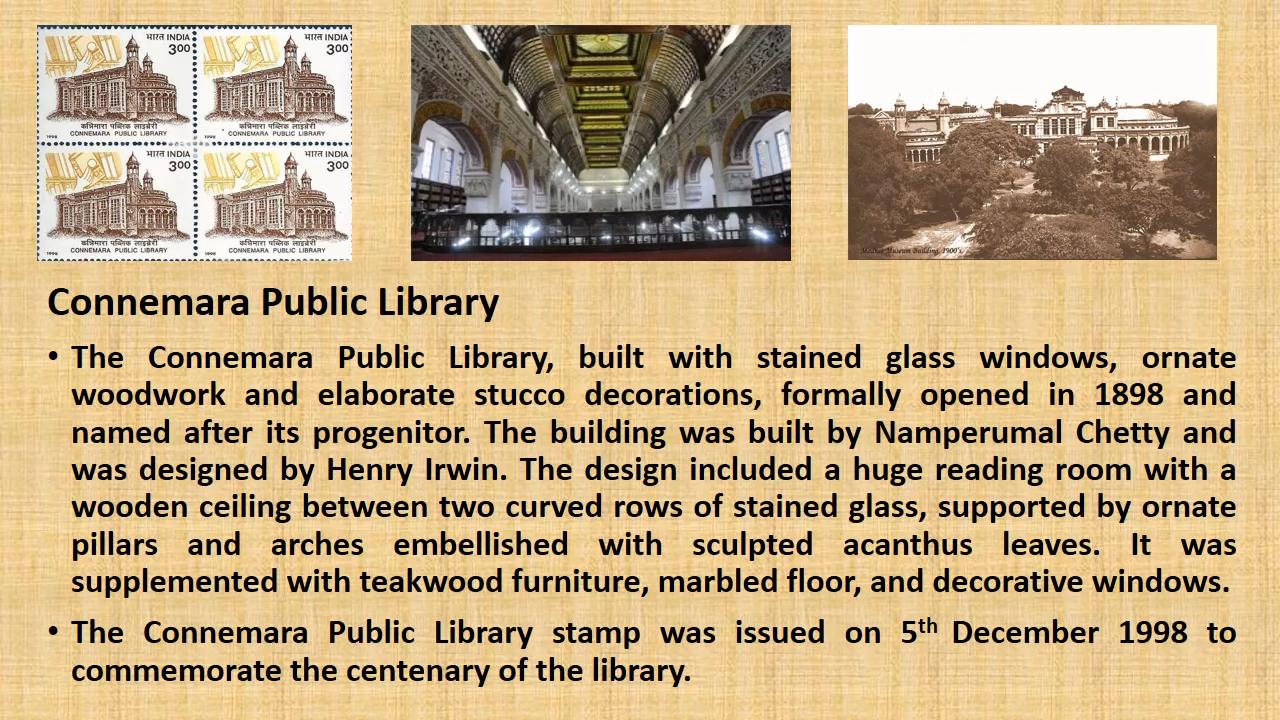 भारत INDIA
3.00
भारत INDIA
3.00
1998
कन्निमारा पब्लिक लाइब्रेरी
CONNEMARA PUBLIC LIBRARY
कन्निमारा पब्लिक लाइब्रेरी
CONNEMARA PUBLIC LIBRARY
भारत INDIA
3.00
भारत INDIA
3.00
1998
कन्निमारा पब्लिक लाइब्रेरी
CONNEMARA PUBLIC LIBRARY
1998
कन्निमारा पब्लिक लाइब्रेरी
CONNEMARA PUBLIC LIBRARY
Museum Building, 1900's
Connemara Public Library
• The Connemara Public Library, built with stained glass windows, ornate
woodwork and elaborate stucco decorations, formally opened in 1898 and
named after its progenitor. The building was built by Namperumal Chetty and
was designed by Henry Irwin. The design included a huge reading room with a
wooden ceiling between two curved rows of stained glass, supported by ornate
pillars and arches embellished with sculpted acanthus leaves. It was
supplemented with teakwood furniture, marbled floor, and decorative windows.
• The Connemara Public Library stamp was issued on 5th December 1998 to
commemorate the centenary of the library.